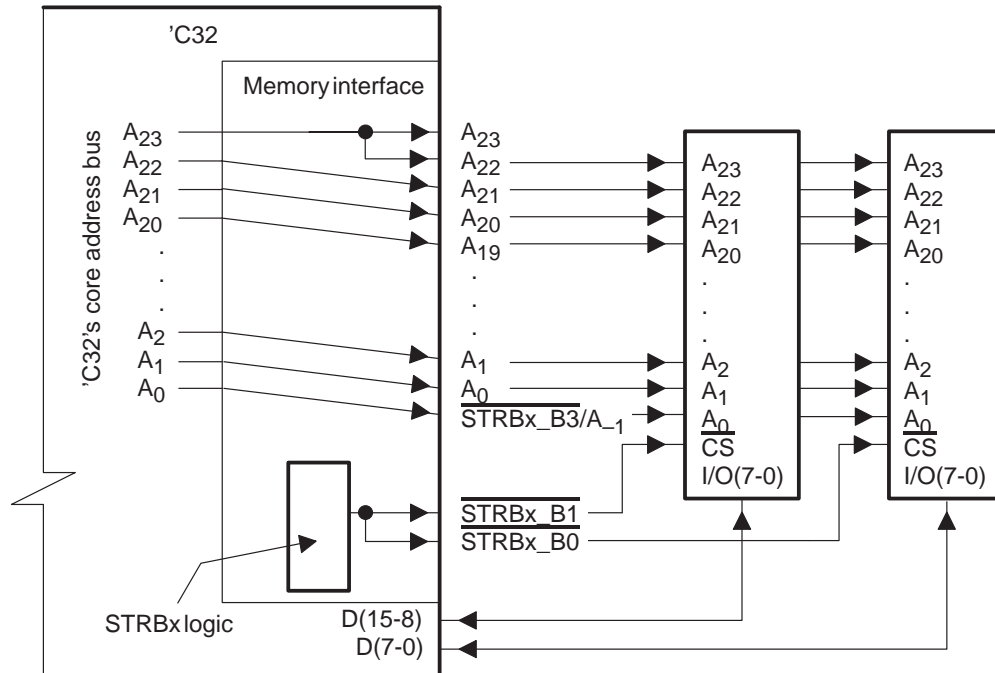 'C32
Memory interface
'C32's core address bus
A23
A22
A21
A20
.
.
.
A2
A1
A0
A23
A22
A21
A20
A19
.
.
.
A1
A0
STRBx_B3/A_1
STRBx_B1
STRBx_B0
A23
A22
A21
A20
.
.
.
A2
A1
A0
CS
I/O(7-0)
A23
A22
A21
A20
.
.
.
A2
A1
A0
CS
I/O(7-0)
STRBx logic
D(15-8)
D(7-0)